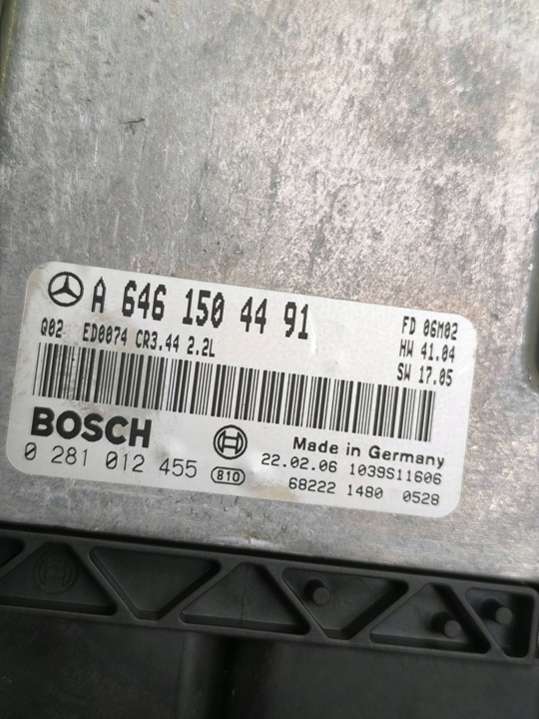 A 646 150 44 91
FD 06M02
Q02 ED0074 CR3.44 2.2L
HW 41.04
SW 17.05
BOSCH
Made in Germany
0 281 012 455 810
22.02.06 1039S11606
68222 1480 0528